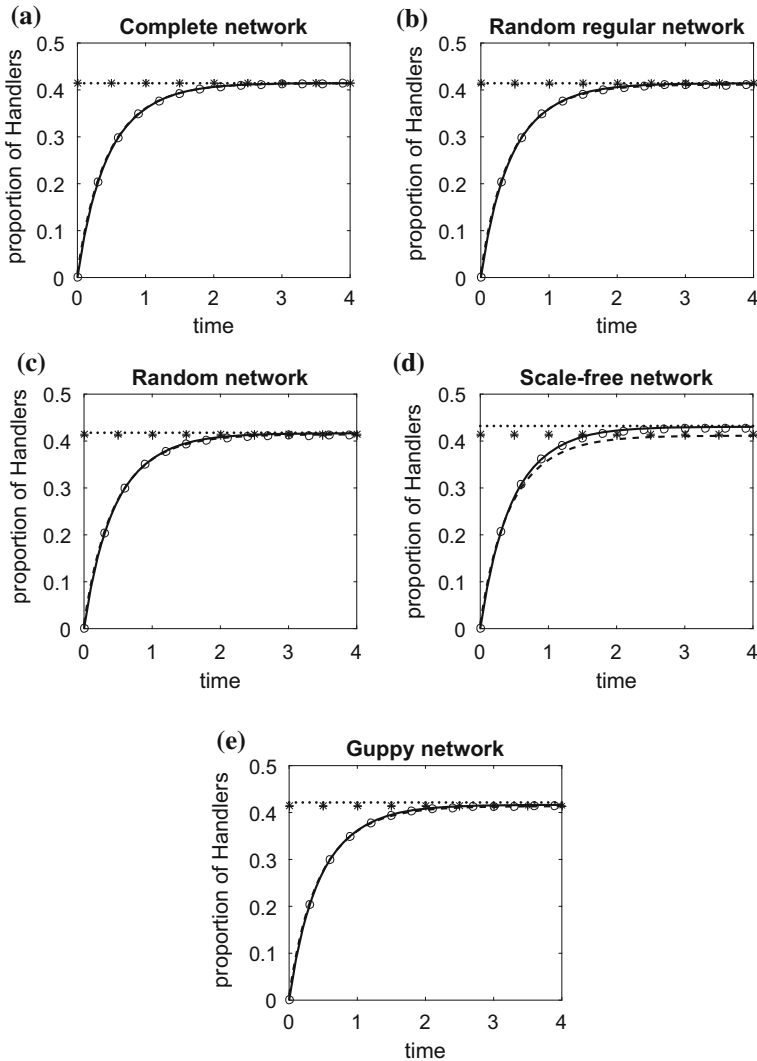 (a)
Complete network
0.5
0.4
0.3
0.2
0.1
0
proportion of Handlers
0 1 2 3 4
time
(b)
Random regular network
0.5
0.4
0.3
0.2
0.1
0
proportion of Handlers
0 1 2 3 4
time
(c)
Random network
0.5
0.4
0.3
0.2
0.1
0
proportion of Handlers
0 1 2 3 4
time
(d)
Scale-free network
0.5
0.4
0.3
0.2
0.1
0
proportion of Handlers
0 1 2 3 4
time
(e)
Guppy network
0.5
0.4
0.3
0.2
0.1
0
proportion of Handlers
0 1 2 3 4
time